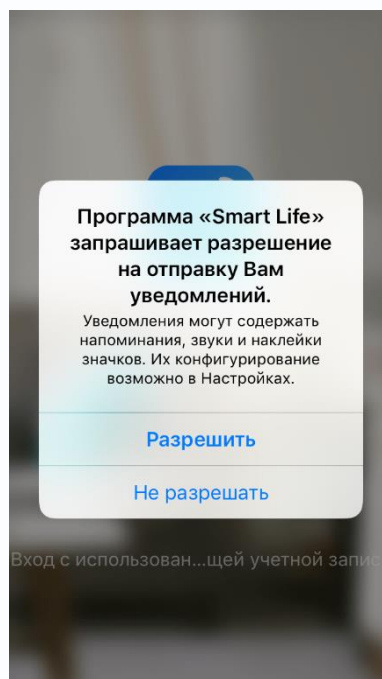 Программа «Smart Life»
запрашивает разрешение
на отправку Вам
уведомлений.
Уведомления могут содержать
напоминания, звуки и наклейки
значков. Их конфигурирование
возможно в Настройках.
Разрешить
Не разрешать
Вход с использован...щей учетной запис